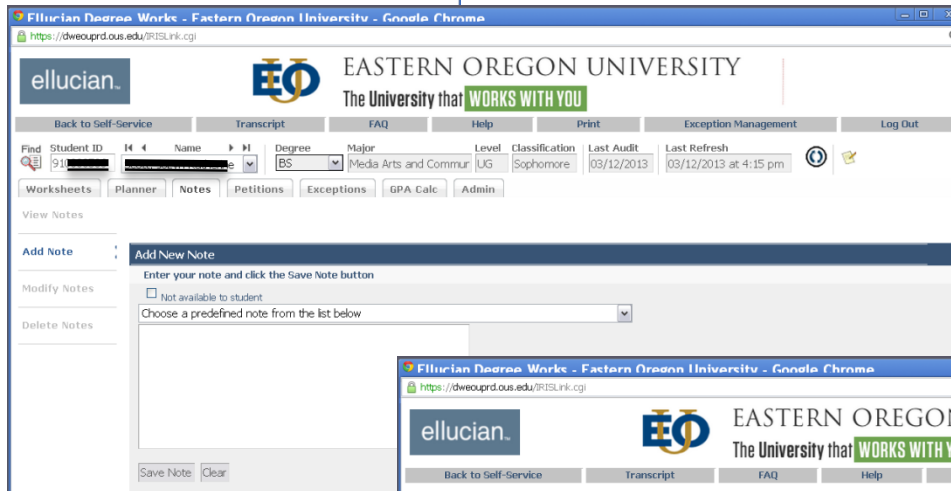 Ellucian Degree Works - Eastern Oregon University - Google Chrome
https://dweouprd.ous.edu/IRISLink.cgi
ellucian™
EO
EASTERN OREGON UNIVERSITY
The University that WORKS WITH YOU
Back to Self-Service Transcript FAQ Help Print Exception Management Log Out
Find Student ID Name Degree Major Level Classification Last Audit Last Refresh
910 BS Media Arts and Commur UG Sophomore 03/12/2013 03/12/2013 at 4:15 pm
Worksheets Planner Notes Petitions Exceptions GPA Calc Admin
View Notes
Add Note
Modify Notes
Delete Notes
Add New Note
Enter your note and click the Save Note button
Not available to student
Choose a predefined note from the list below
Save Note Clear
Ellucian Degree Works - Eastern Oregon University - Google Chrome
https://dweouprd.ous.edu/IRISLink.cgi
ellucian™
EO
EASTERN OREGO
The University that WORKS WITH Y
Back to Self-Service Transcript FAQ Help